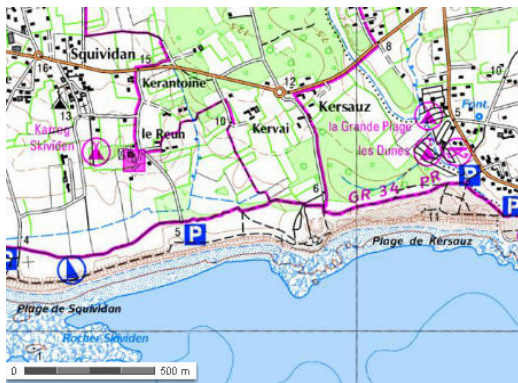 Squividan
15
16
Kerantoine
8
12
10
13
Karreg
Skividen
le Reun
10
Kervai
Kersauz
la Grande Plage
les Dunes
Font.
5
6
GR 34 - PR
P
4
5
P
11
P
P
Plage de Kersauz
Plage de Squividan
Rocher Skividen
1
0 500 m